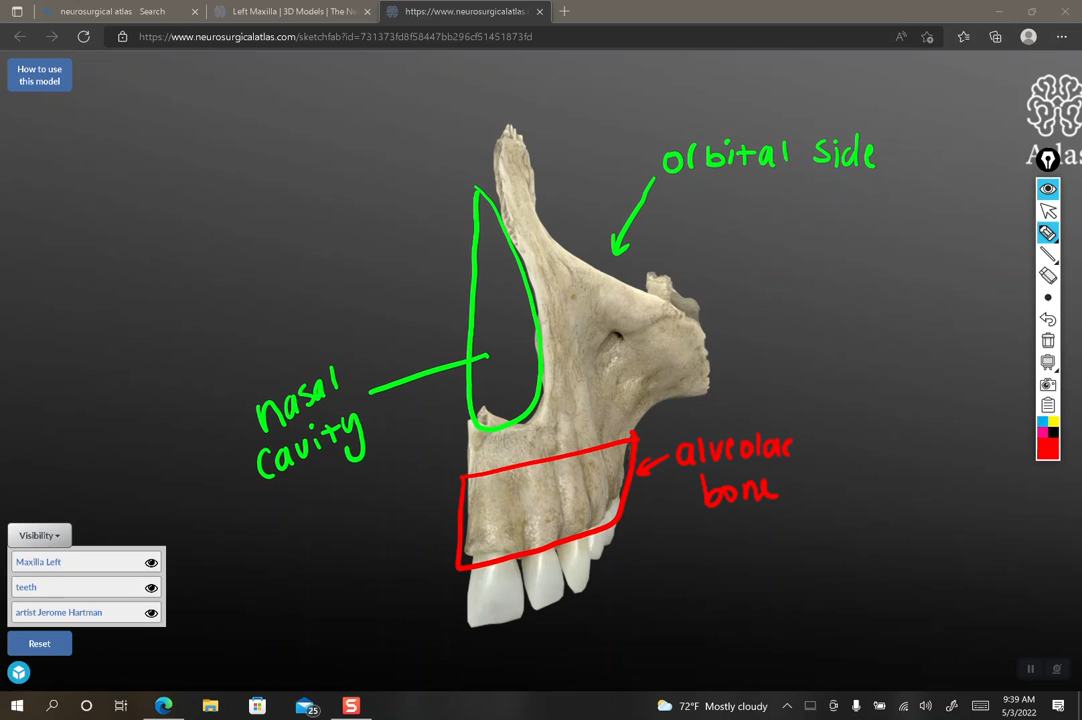 neurosurgical atlas Search
Left Maxilla | 3D Models | The Ne
https://www.neurosurgicalatlas.
https://www.neurosurgicalatlas.com/sketchfab?id=731373fd8f58447bb296cf51451873fd
How to use
this model
orbital side
nasal
cavity
alveolar
bone
Visibility
Maxilla Left
teeth
artist Jerome Hartman
Reset
25
72°F Mostly cloudy
9:39 AM
5/3/2022